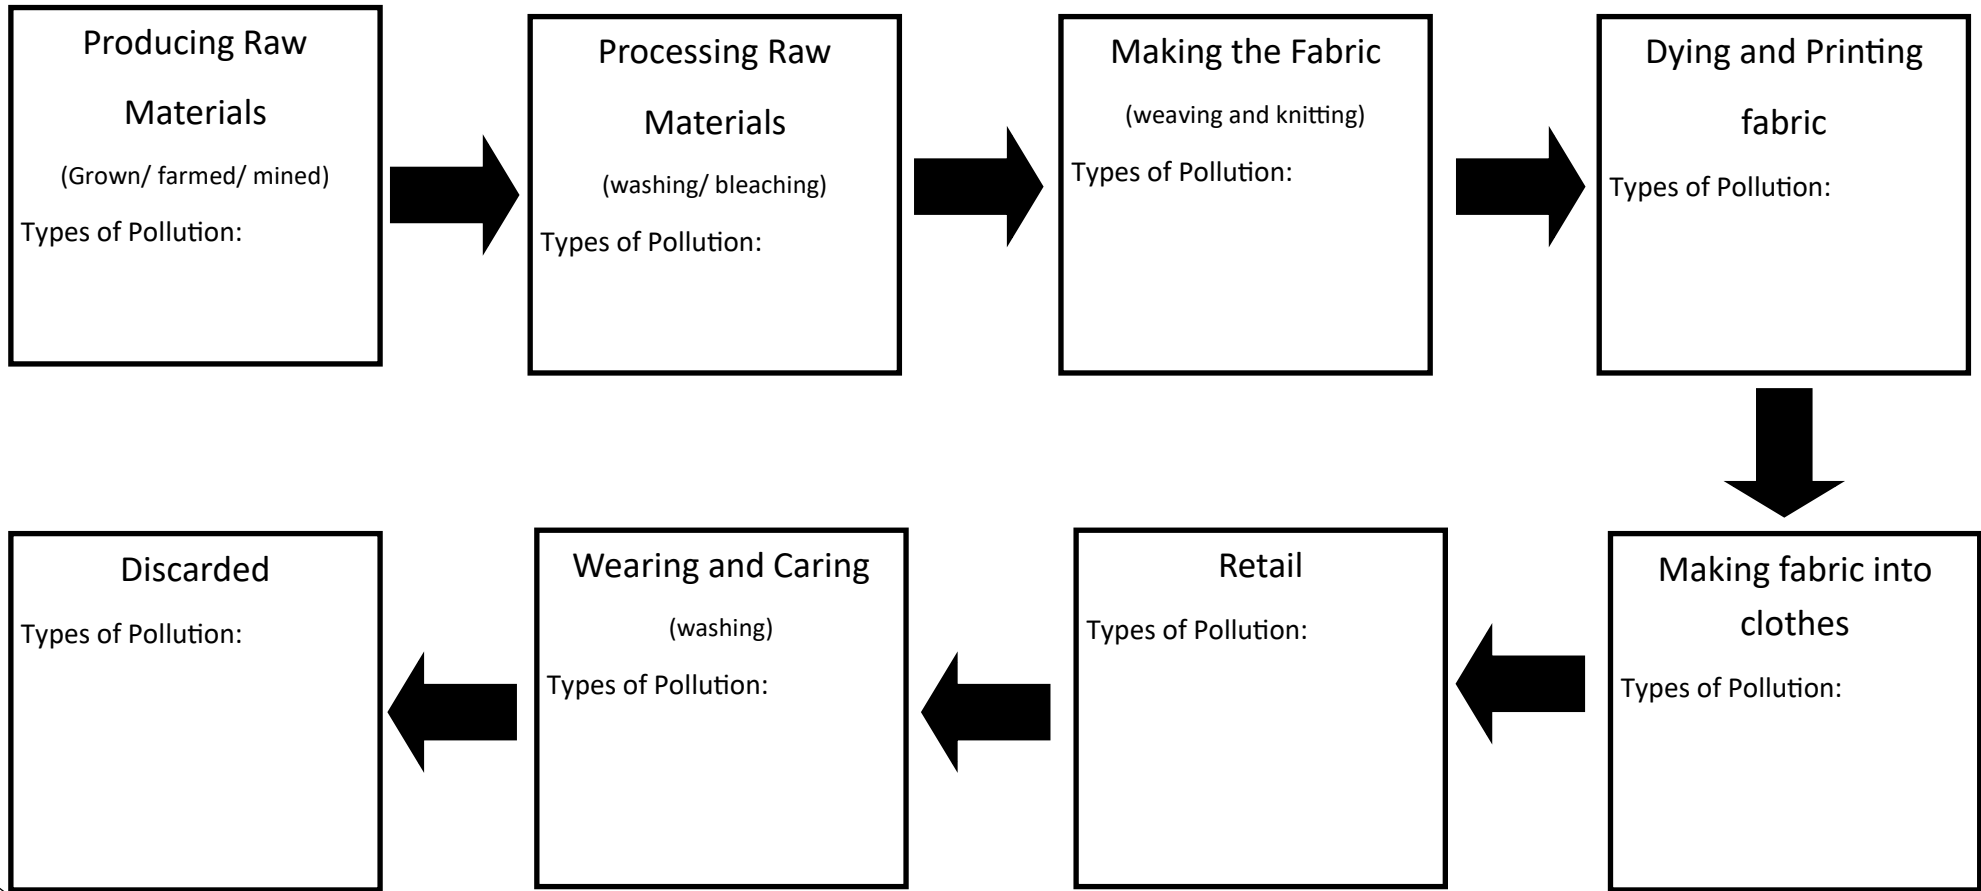 Producing Raw
Materials
(Grown/ farmed/ mined)
Types of Pollution:
Processing Raw
Materials
(washing/ bleaching)
Types of Pollution:
Making the Fabric
(weaving and knitting)
Types of Pollution:
Dying and Printing
fabric
Types of Pollution:
Making fabric into
clothes
Types of Pollution:
Retail
Types of Pollution:
Wearing and Caring
(washing)
Types of Pollution:
Discarded
Types of Pollution: